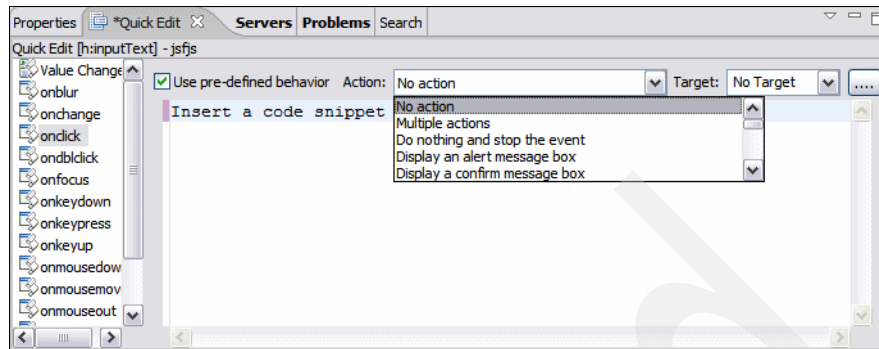 Properties *Quick Edit Servers Problems Search
Quick Edit [h:inputText] - jsfjs
Value Change
onblur
onchange
onclick
ondblclick
onfocus
onkeydown
onkeypress
onkeyup
onmousedow
onmousemov
onmouseout
Use pre-defined behavior Action: No action Target: No Target ....
Insert a code snippet
No action
Multiple actions
Do nothing and stop the event
Display an alert message box
Display a confirm message box